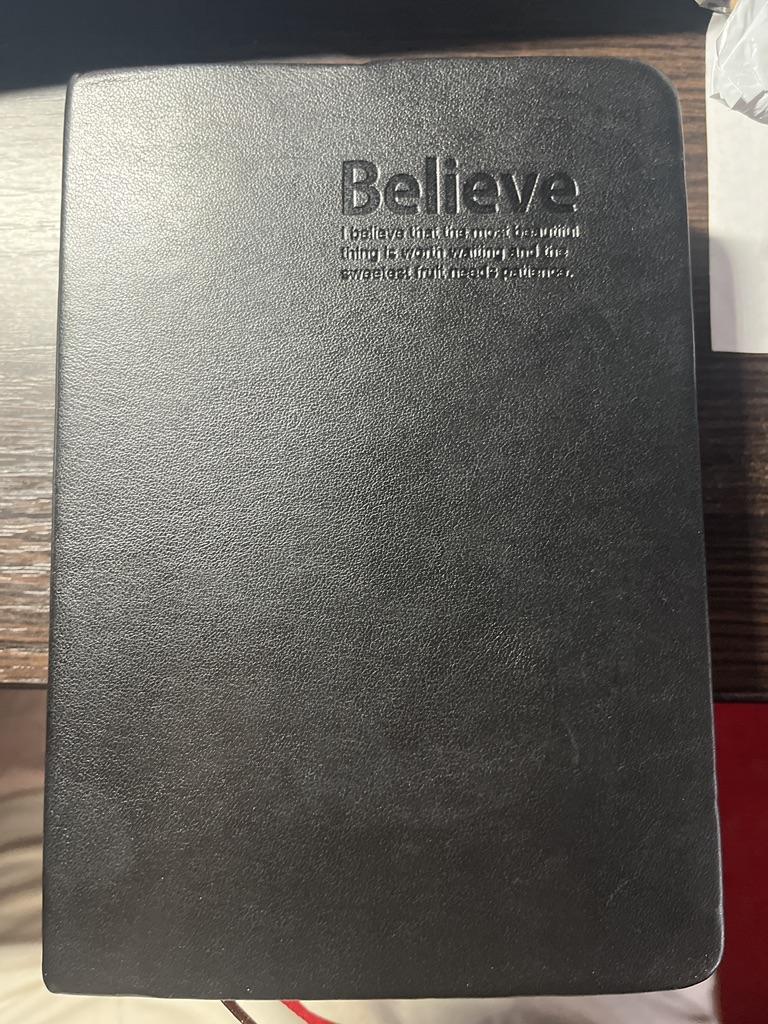 Believe
I believe that the most beautiful
thing is worth waiting and the
sweetest fruit needs patience.